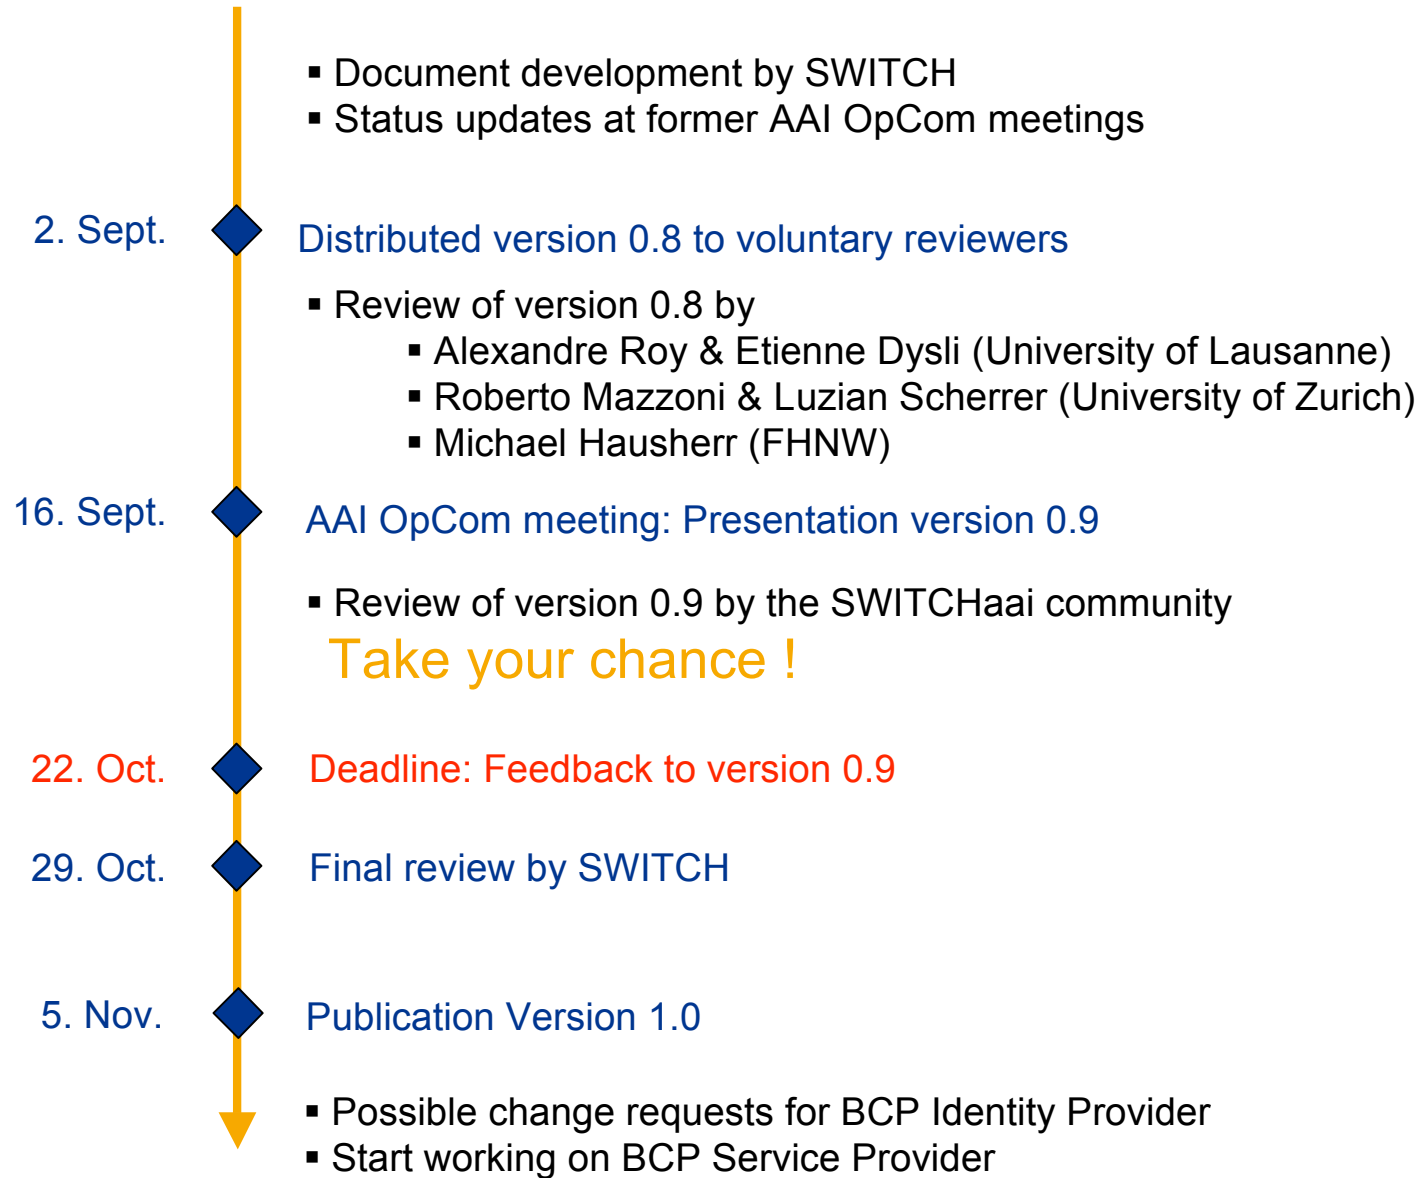 ▪ Document development by SWITCH
▪ Status updates at former AAI OpCom meetings
2. Sept. Distributed version 0.8 to voluntary reviewers
▪ Review of version 0.8 by
▪ Alexandre Roy & Etienne Dysli (University of Lausanne)
▪ Roberto Mazzoni & Luzian Scherrer (University of Zurich)
▪ Michael Hausherr (FHNW)
16. Sept. AAI OpCom meeting: Presentation version 0.9
▪ Review of version 0.9 by the SWITCHaai community
Take your chance !
22. Oct. Deadline: Feedback to version 0.9
29. Oct. Final review by SWITCH
5. Nov. Publication Version 1.0
▪ Possible change requests for BCP Identity Provider
▪ Start working on BCP Service Provider